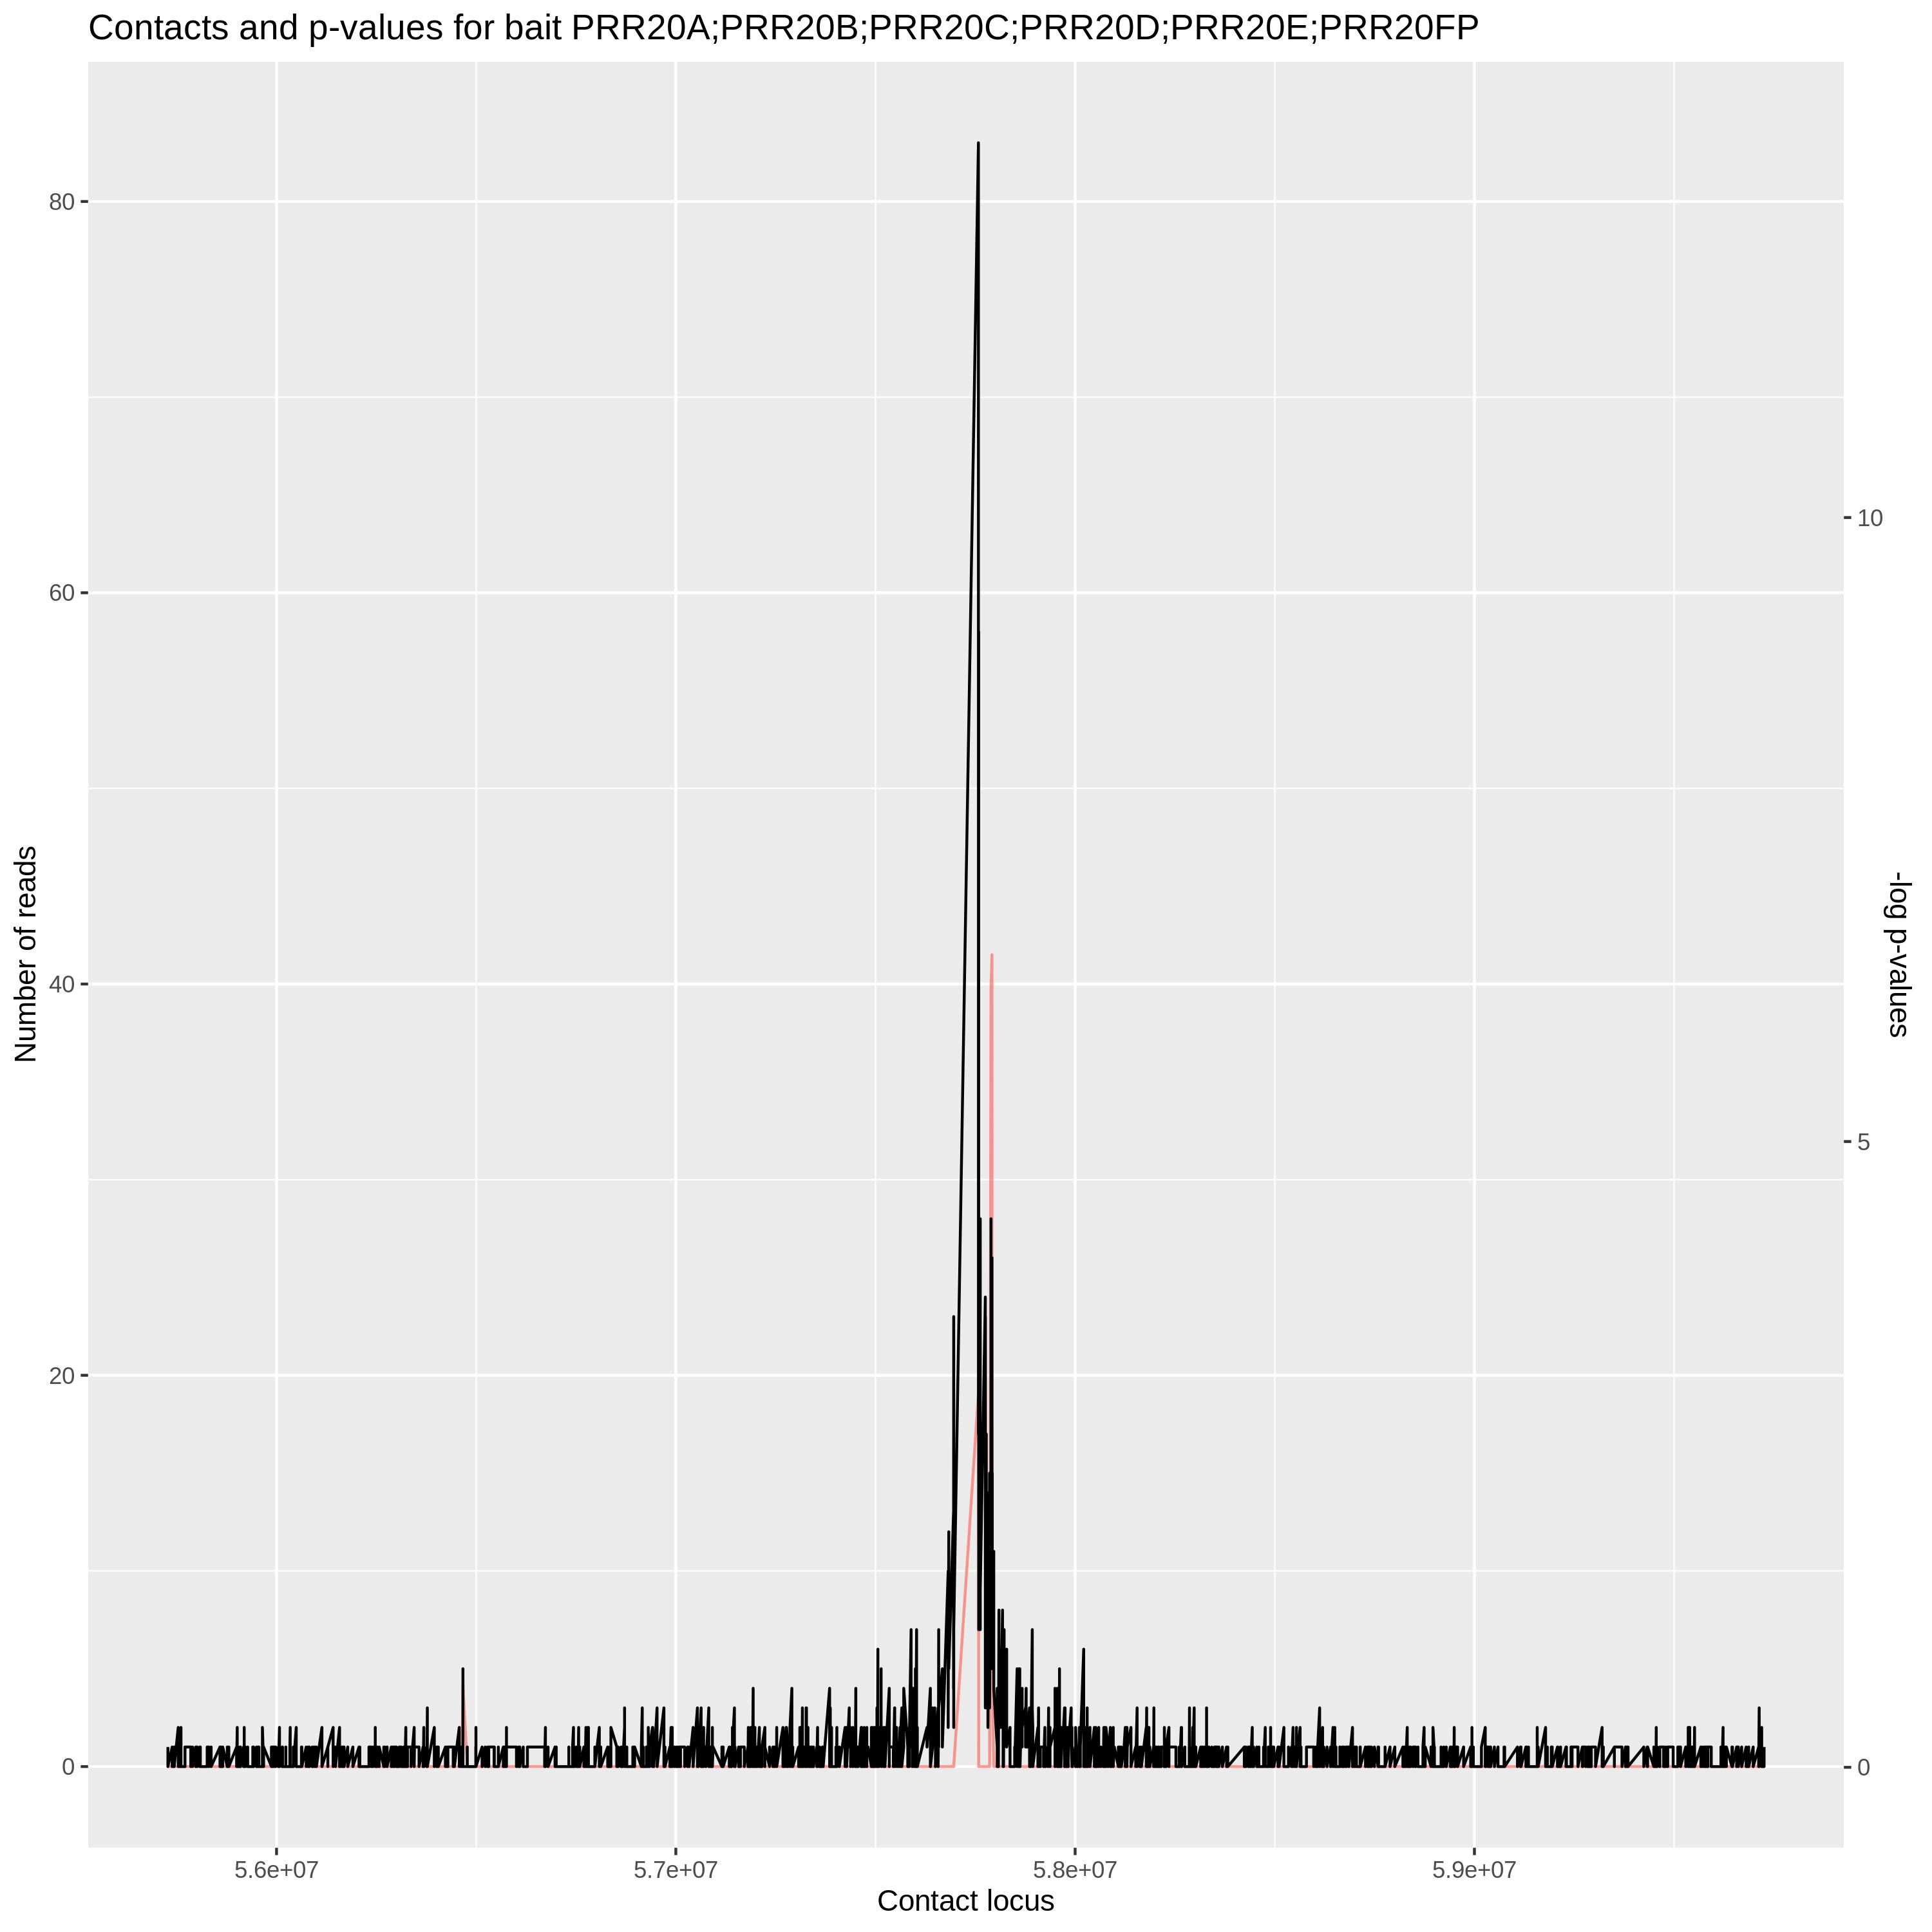 Contacts and p-values for bait PRR20A;PRR20B;PRR20C;PRR20D;PRR20E;PRR20FP
80
60
40
20
0
Number of reads
10
5
0
-log p-values
5.6e+07 5.7e+07 5.8e+07 5.9e+07
Contact locus